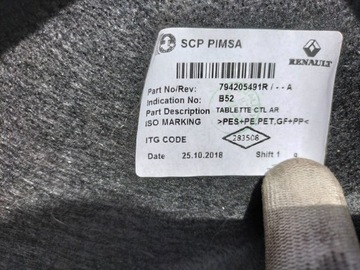 SCP PIMSA
RENAULT
Part No/Rev: 794205491R / - - A
Indication No: B52
Part Description TABLETTE CTL AR
ISO MARKING >PES+PE,PET,GF+PP<
ITG CODE 283508
Date 25.10.2018 Shift 1